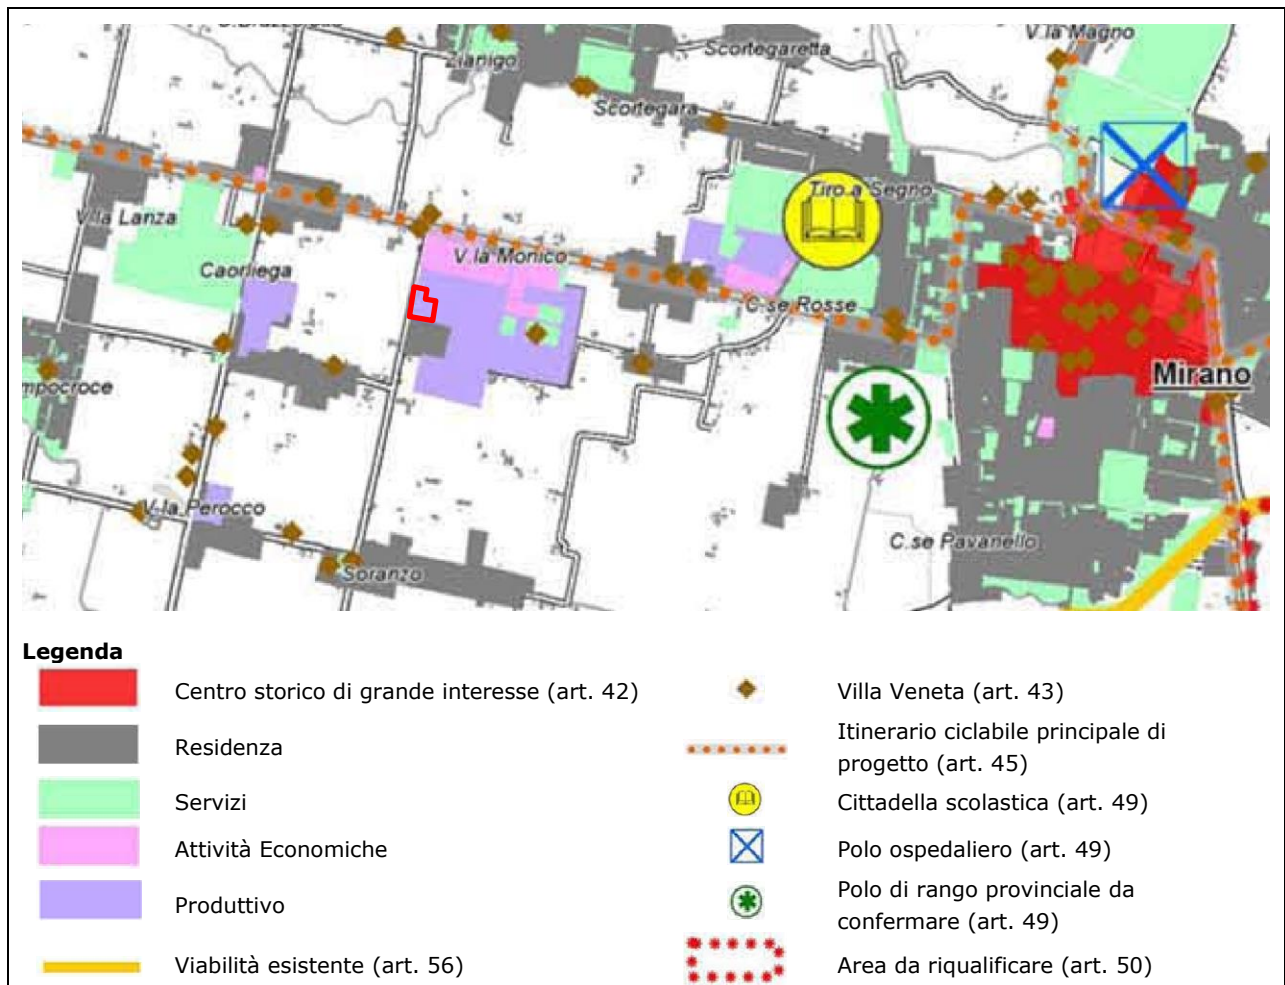 Scortegaretta
V.la Magno
Zianigo
Scortegara
Tiro a Segno
V.la Lanza
V.la Monico
Caorliega
C.se Rosse
Mirano
mpocroce
V.la Perocco
C.se Pavanello
Soranzo
Legenda
Centro storico di grande interesse (art. 42)
Residenza
Servizi
Attività Economiche
Produttivo
Viabilità esistente (art. 56)
Villa Veneta (art. 43)
Itinerario ciclabile principale di
progetto (art. 45)
Cittadella scolastica (art. 49)
Polo ospedaliero (art. 49)
Polo di rango provinciale da
confermare (art. 49)
Area da riqualificare (art. 50)